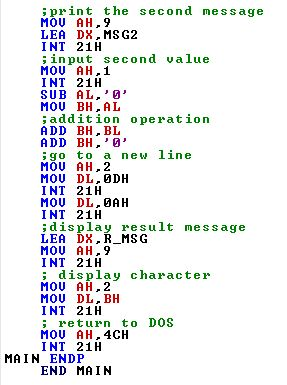 ;print the second message
MOV AH,9
LEA DX,MSG2
INT 21H
;input second value
MOV AH,1
INT 21H
SUB AL,'0'
MOV BH,AL
;addition operation
ADD BH,BL
ADD BH,'0'
;go to a new line
MOV AH,2
MOV DL,0DH
INT 21H
MOV DL,0AH
INT 21H
;display result message
LEA DX,R_MSG
MOV AH,9
INT 21H
; display character
MOV AH,2
MOV DL,BH
INT 21H
; return to DOS
MOV AH,4CH
INT 21H
MAIN ENDP
END MAIN